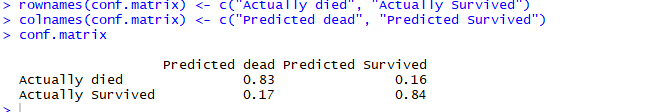 > rownames(conf.matrix) <- c("Actually died", "Actually Survived")
> colnames(conf.matrix) <- c("Predicted dead", "Predicted Survived")
> conf.matrix
Predicted dead Predicted Survived
Actually died 0.83 0.16
Actually Survived 0.17 0.84
>